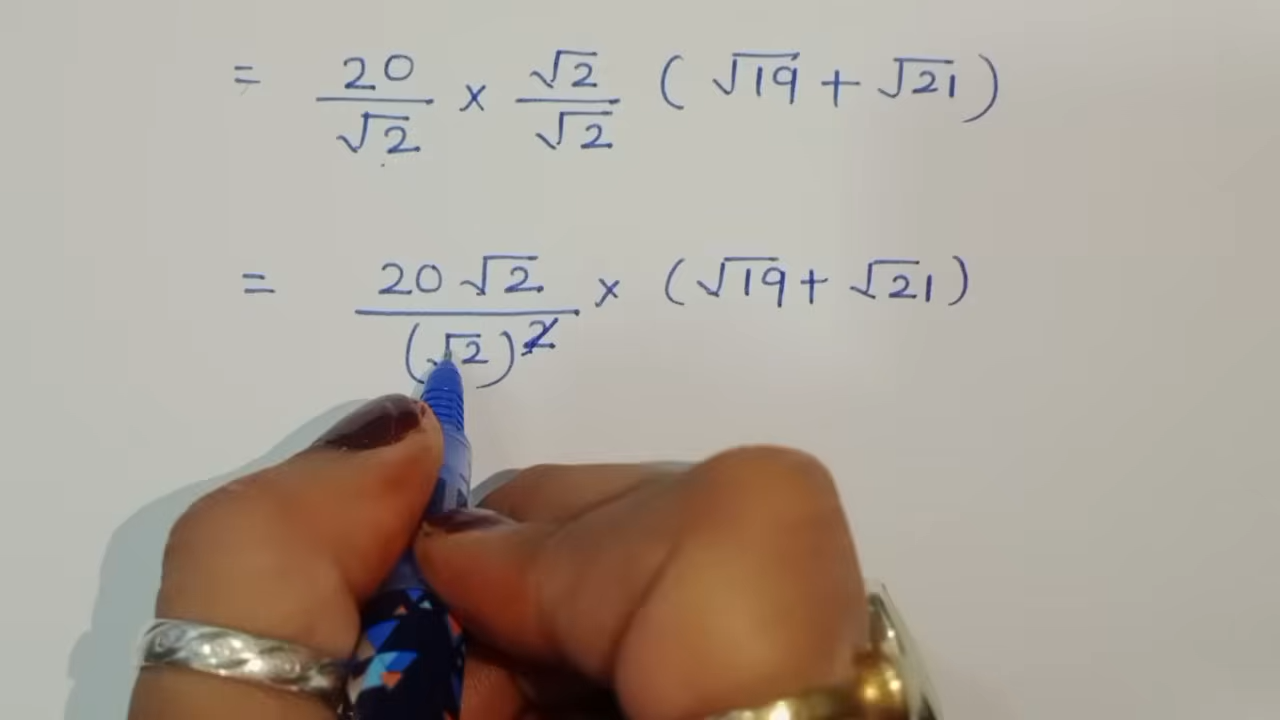 = 20/√2 × √2/√2 (√19 + √21)
= 20√2/(√2)² × (√19 + √21)